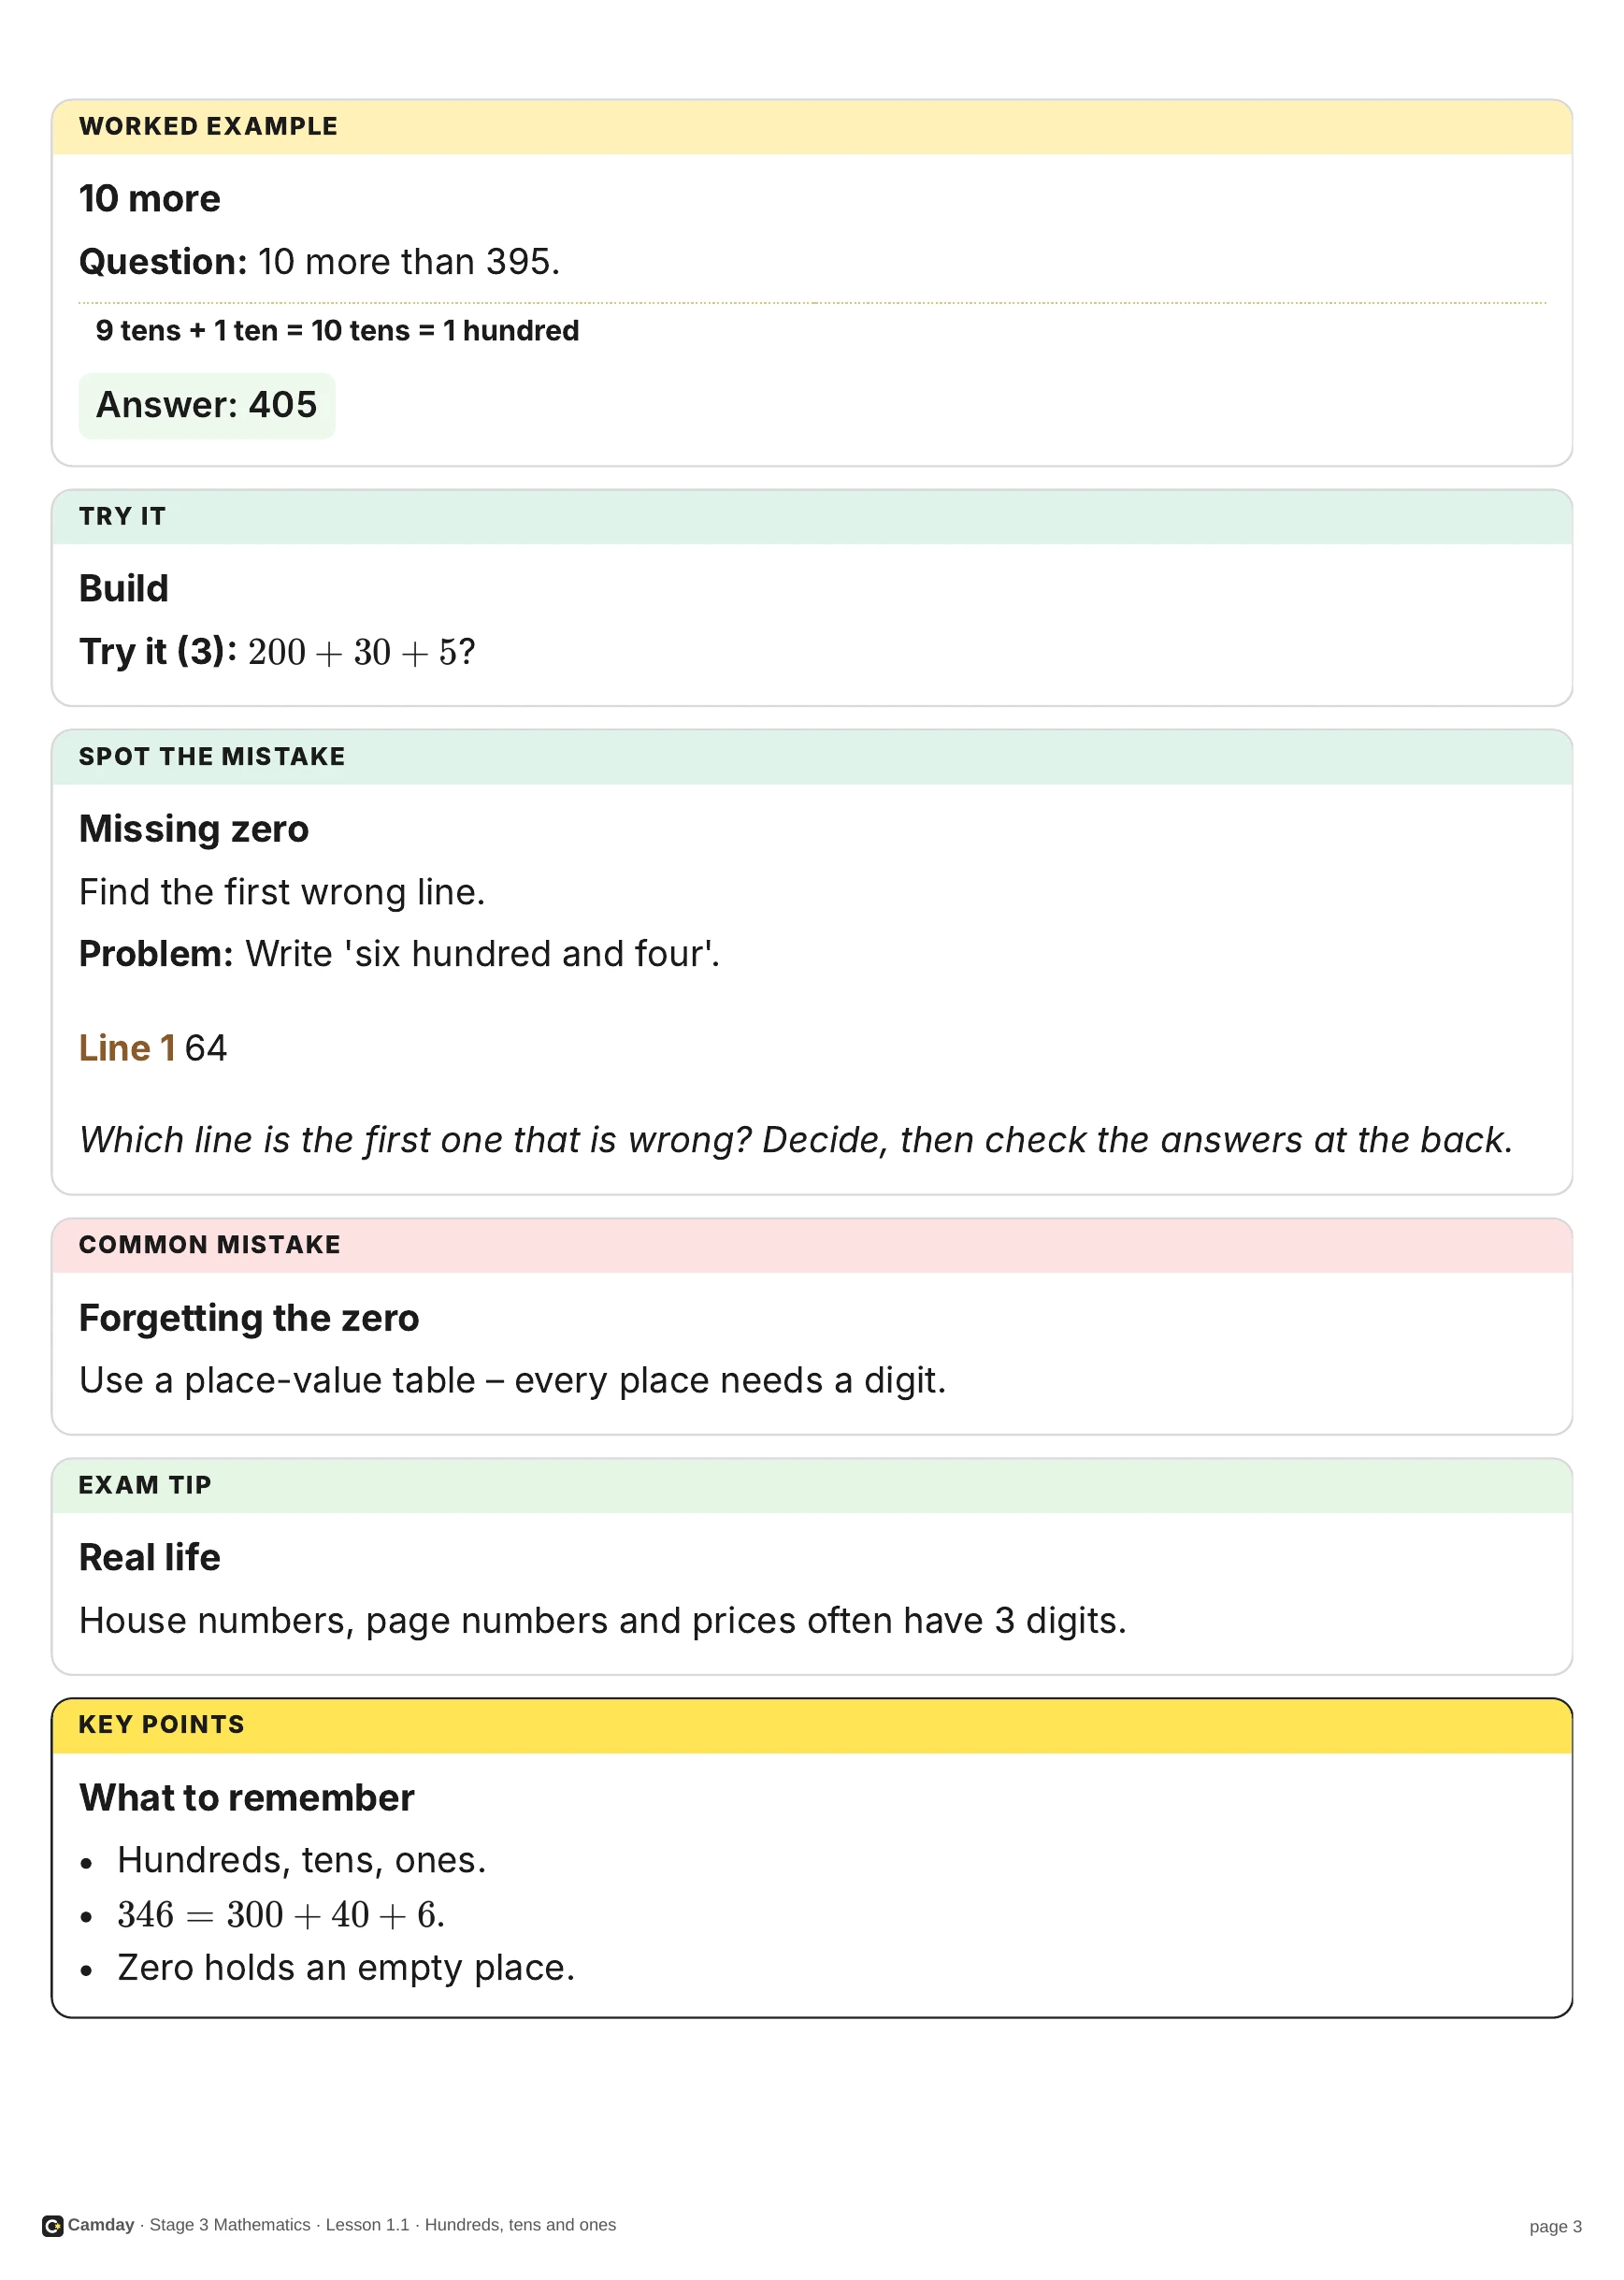 WORKED EXAMPLE
10 more
Question: 10 more than 395.
9 tens + 1 ten = 10 tens = 1 hundred
Answer: 405
TRY IT
Build
Try it (3): 200 + 30 + 5?
SPOT THE MISTAKE
Missing zero
Find the first wrong line.
Problem: Write 'six hundred and four'.
Line 1 64
Which line is the first one that is wrong? Decide, then check the answers at the back.
COMMON MISTAKE
Forgetting the zero
Use a place-value table – every place needs a digit.
EXAM TIP
Real life
House numbers, page numbers and prices often have 3 digits.
KEY POINTS
What to remember
• Hundreds, tens, ones.
• 346 = 300 + 40 + 6.
• Zero holds an empty place.
Camday · Stage 3 Mathematics · Lesson 1.1 · Hundreds, tens and ones
page 3